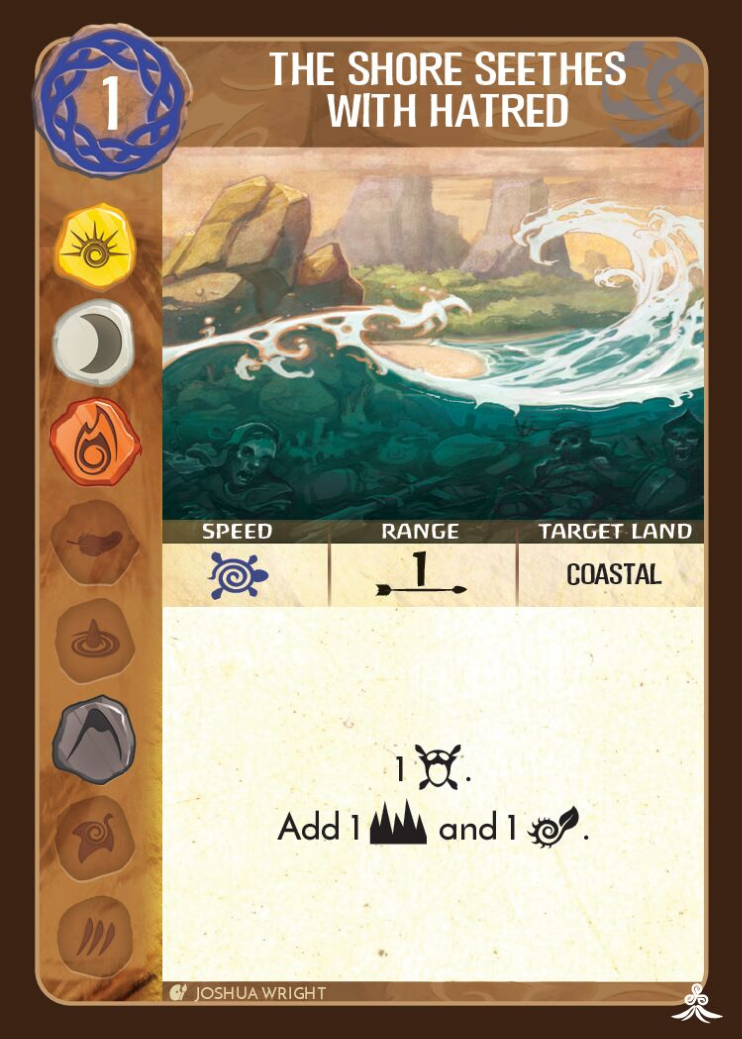 1
THE SHORE SEETHES
WITH HATRED
SPEED RANGE TARGET LAND
1 COASTAL
1 .
Add 1 and 1 .
JOSHUA WRIGHT